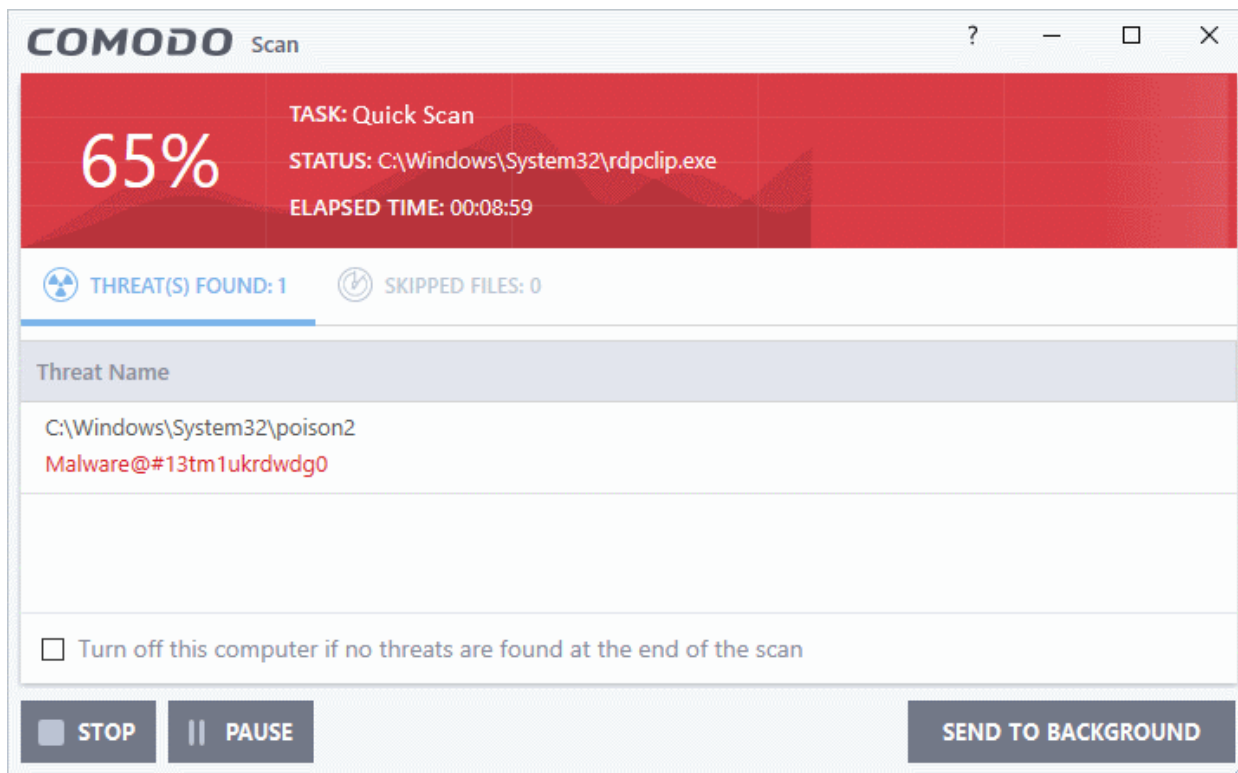 COMODO Scan
?
65%
TASK: Quick Scan
STATUS: C:\Windows\System32\rdpclip.exe
ELAPSED TIME: 00:08:59
THREAT(S) FOUND: 1 SKIPPED FILES: 0
Threat Name
C:\Windows\System32\poison2
Malware@#13tm1ukrdwdg0
Turn off this computer if no threats are found at the end of the scan
STOP PAUSE SEND TO BACKGROUND